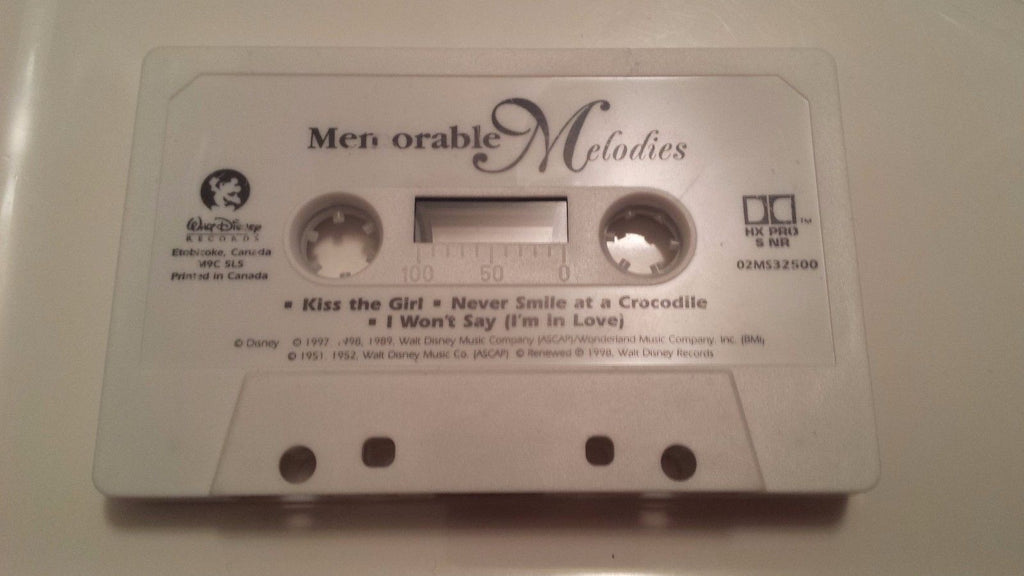 Memorable Melodies
Walt Disney
RECORDS
Etobicoke, Canada
M9C 5L5
Printed in Canada
HX PRO
S NR
02MS32500
100 50 0
▪ Kiss the Girl ▪ Never Smile at a Crocodile
▪ I Won't Say (I'm in Love)
© Disney © 1997, 1989, Walt Disney Music Company (ASCAP)/Wonderland Music Company, Inc. (BMI)
© 1951, 1952, Walt Disney Music Co. (ASCAP) © Renewed ℗ 1998, Walt Disney Records